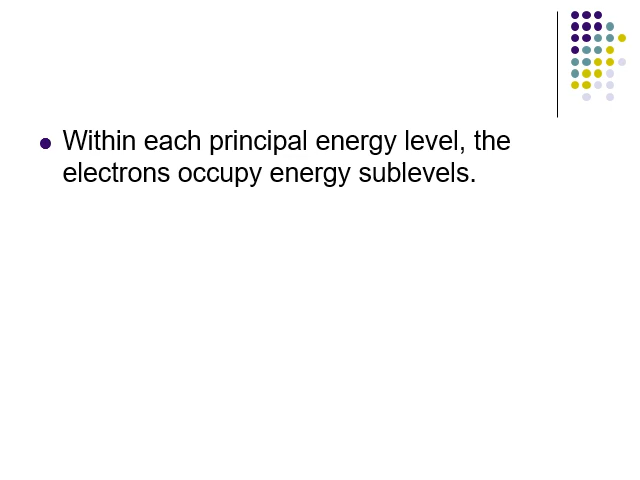 Within each principal energy level, the
electrons occupy energy sublevels.